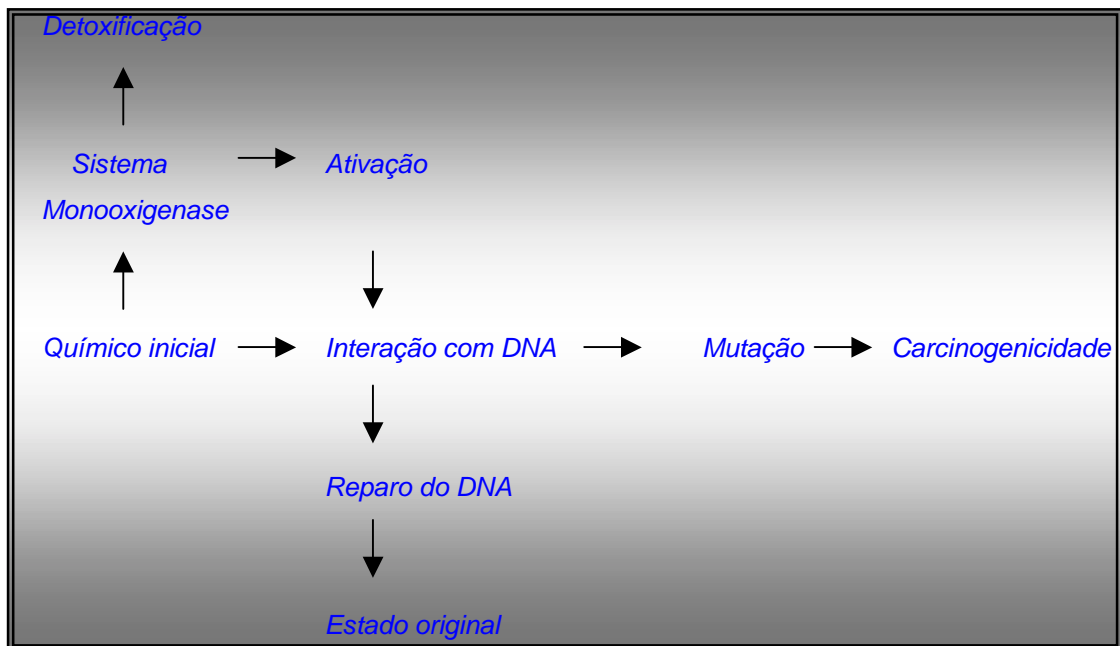 Detoxificação
Sistema Ativação
Monooxigenase
Químico inicial Interação com DNA Mutação Carcinogenicidade
Reparo do DNA
Estado original